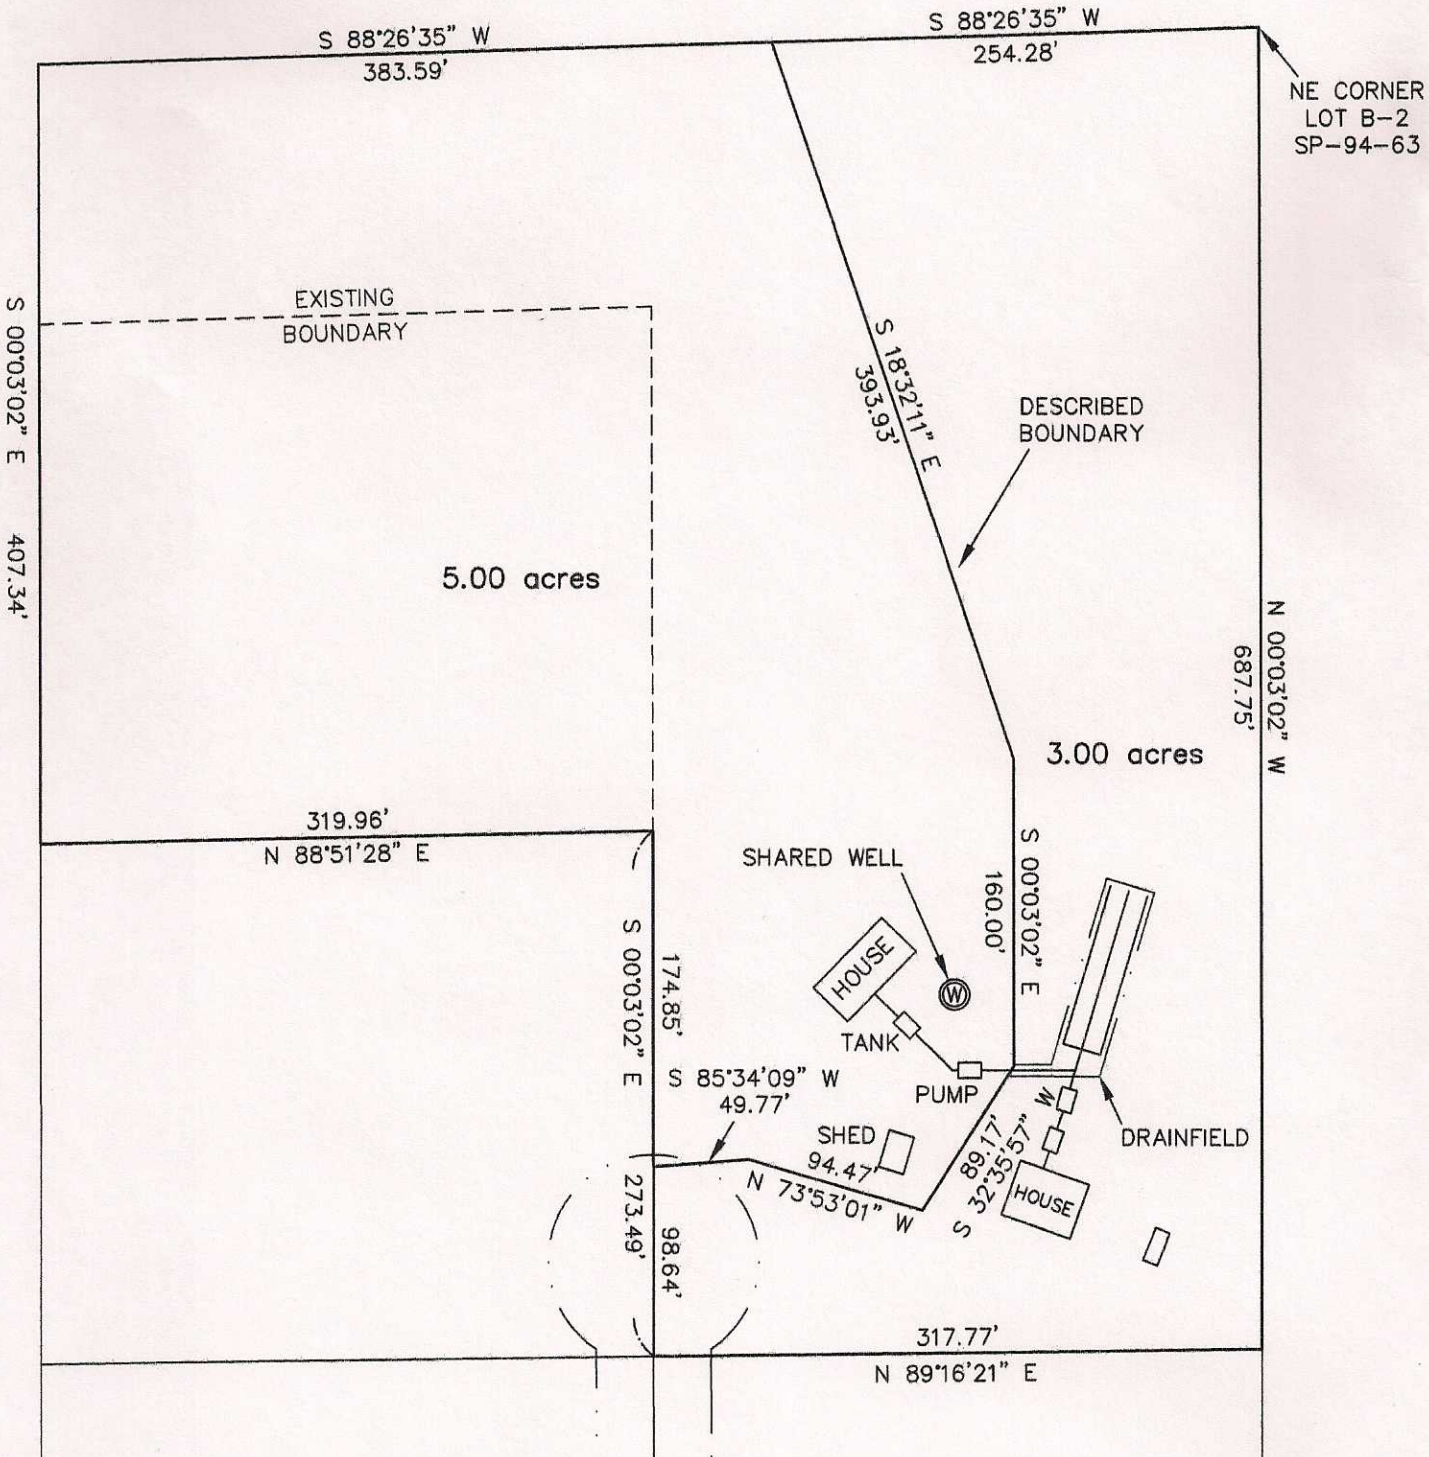 S 88°26'35" W
383.59'
S 88°26'35" W
254.28'
NE CORNER
LOT B-2
SP-94-63
EXISTING
BOUNDARY
S 00°03'02" E 407.34'
S 18°32'11" E
393.93'
DESCRIBED
BOUNDARY
5.00 acres
N 00°03'02" W
687.75'
3.00 acres
319.96'
N 88°51'28" E
SHARED WELL
S 00°03'02" E
160.00'
HOUSE
W
TANK
PUMP
174.85'
S 00°03'02" E
273.49'
S 85°34'09" W
49.77'
SHED
94.47'
N 73°53'01" W
89.17'
S 32°35'57" W
DRAINFIELD
HOUSE
98.64'
317.77'
N 89°16'21" E